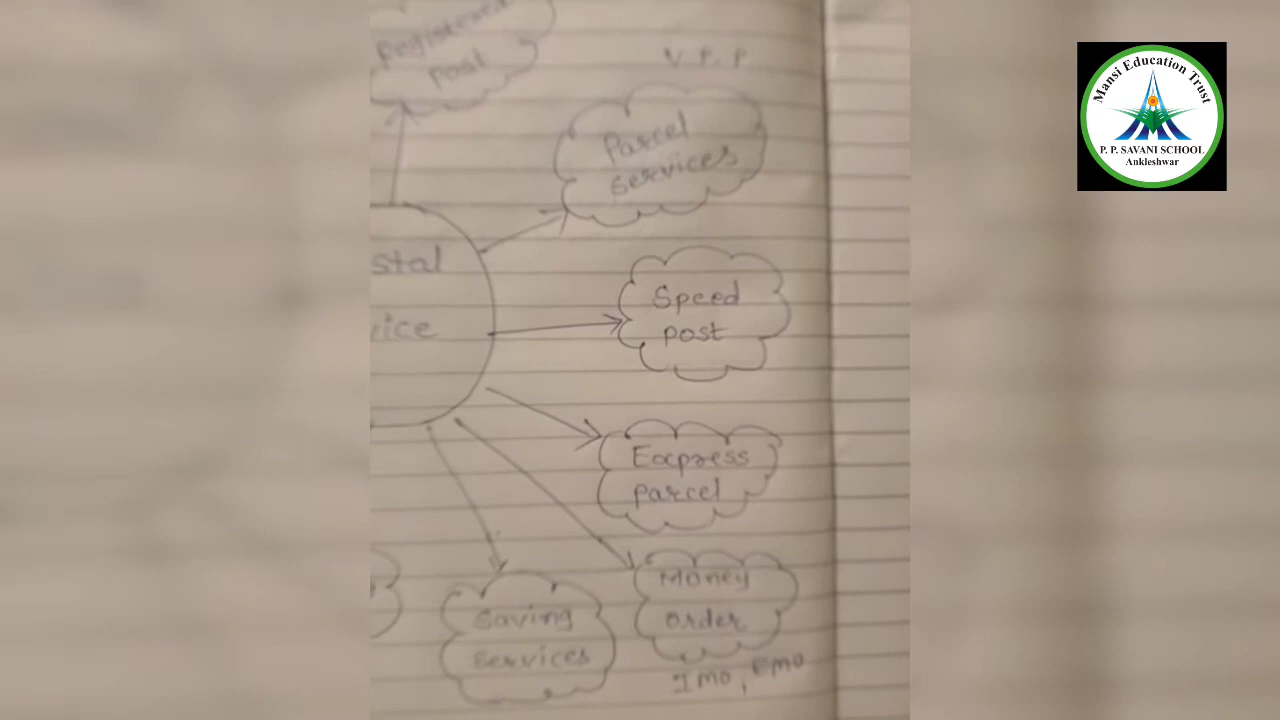 Registered
post
V. P. P
Parcel
services
stal
vice
Speed
post
Express
parcel
Money
order
IMO, EMO
Saving
services
Mansi Education Trust
P. P. SAVANI SCHOOL
Ankleshwar